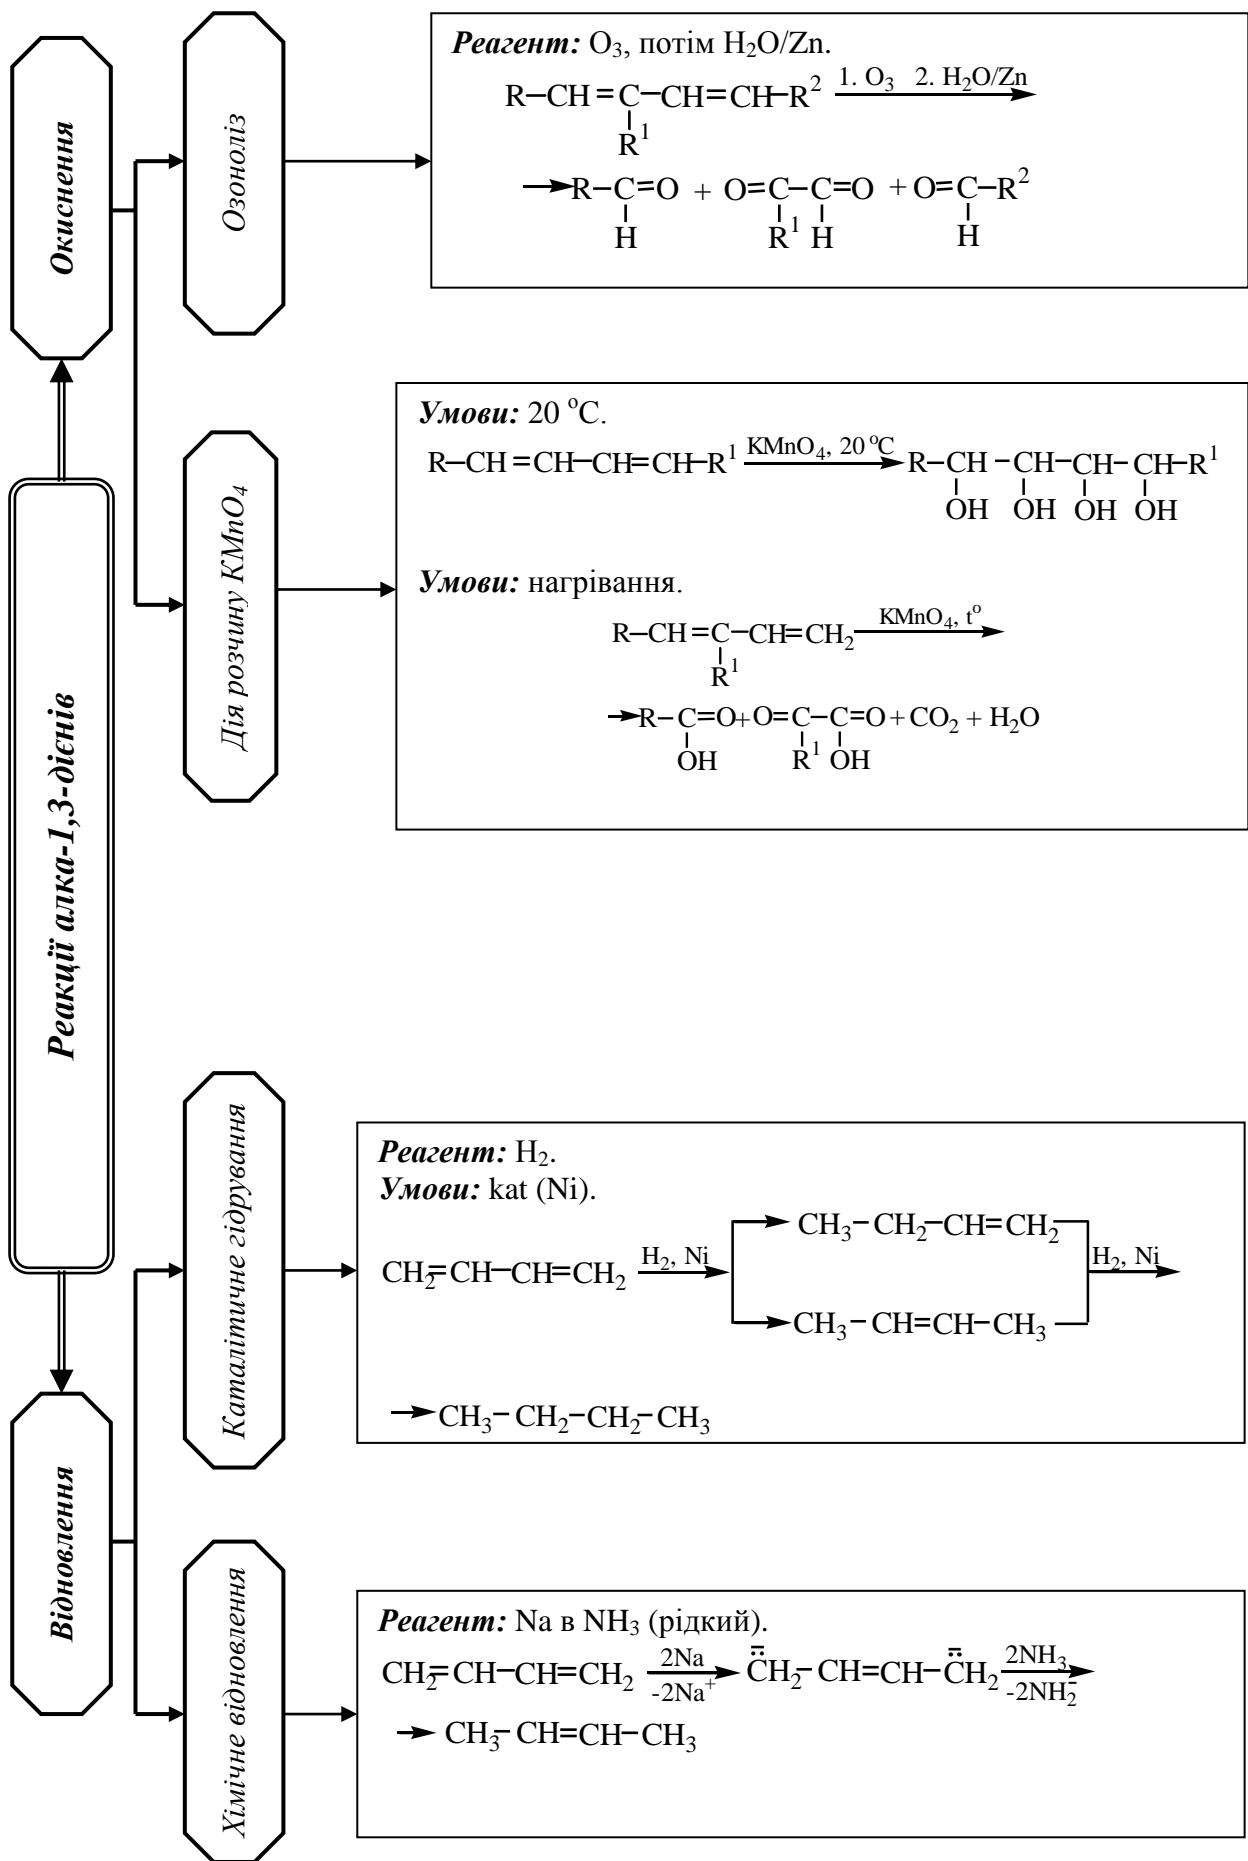 Реакції алка-1,3-дієнів
Окиснення
Озоноліз
Реагент: O₃, потім H₂O/Zn.
R–CH=C–CH=CH–R² 1. O₃ 2. H₂O/Zn
R¹
R–C=O + O=C–C=O + O=C–R²
H R¹ H H
Дія розчину KMnO₄
Умови: 20 °C.
R–CH=CH–CH=CH–R¹ KMnO₄, 20 °C R–CH–CH–CH–CH–R¹
OH OH OH OH
Умови: нагрівання.
R–CH=C–CH=CH₂ KMnO₄, t°
R¹
R–C=O + O=C–C=O + CO₂ + H₂O
OH R¹ OH
Відновлення
Каталітичне гідрування
Реагент: H₂.
Умови: kat (Ni).
CH₃–CH₂–CH=CH₂
CH₂=CH–CH=CH₂ H₂, Ni H₂, Ni
CH₃–CH=CH–CH₃
CH₃–CH₂–CH₂–CH₃
Хімічне відновлення
Реагент: Na в NH₃ (рідкий).
CH₂=CH–CH=CH₂ 2Na -2Na⁺ C̄̈H₂–CH=CH–C̄̈H₂ 2NH₃ -2NH₂⁻
CH₃–CH=CH–CH₃